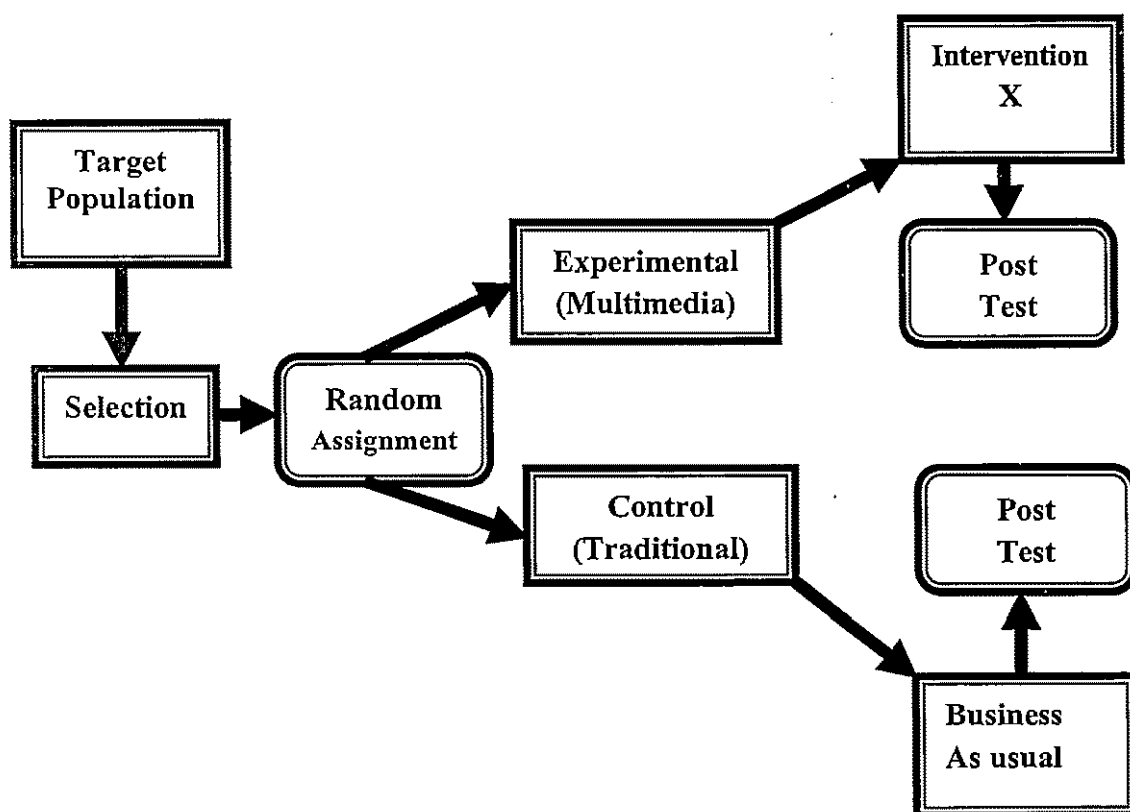 Target
Population
Selection
Random
Assignment
Experimental
(Multimedia)
Intervention
X
Post
Test
Control
(Traditional)
Business
As usual
Post
Test